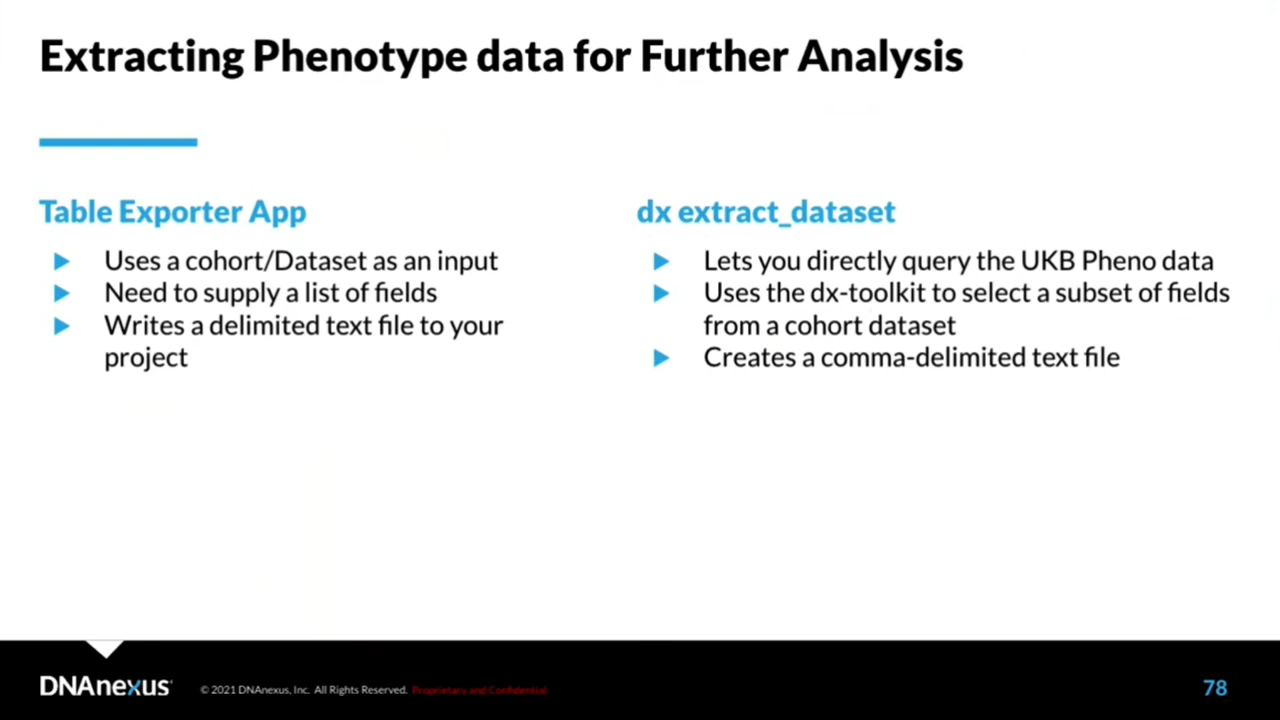 Extracting Phenotype data for Further Analysis
Table Exporter App
Uses a cohort/Dataset as an input
Need to supply a list of fields
Writes a delimited text file to your
project
dx extract_dataset
Lets you directly query the UKB Pheno data
Uses the dx-toolkit to select a subset of fields
from a cohort dataset
Creates a comma-delimited text file
DNAnexus
© 2021 DNAnexus, Inc. All Rights Reserved. Proprietary and Confidential
78